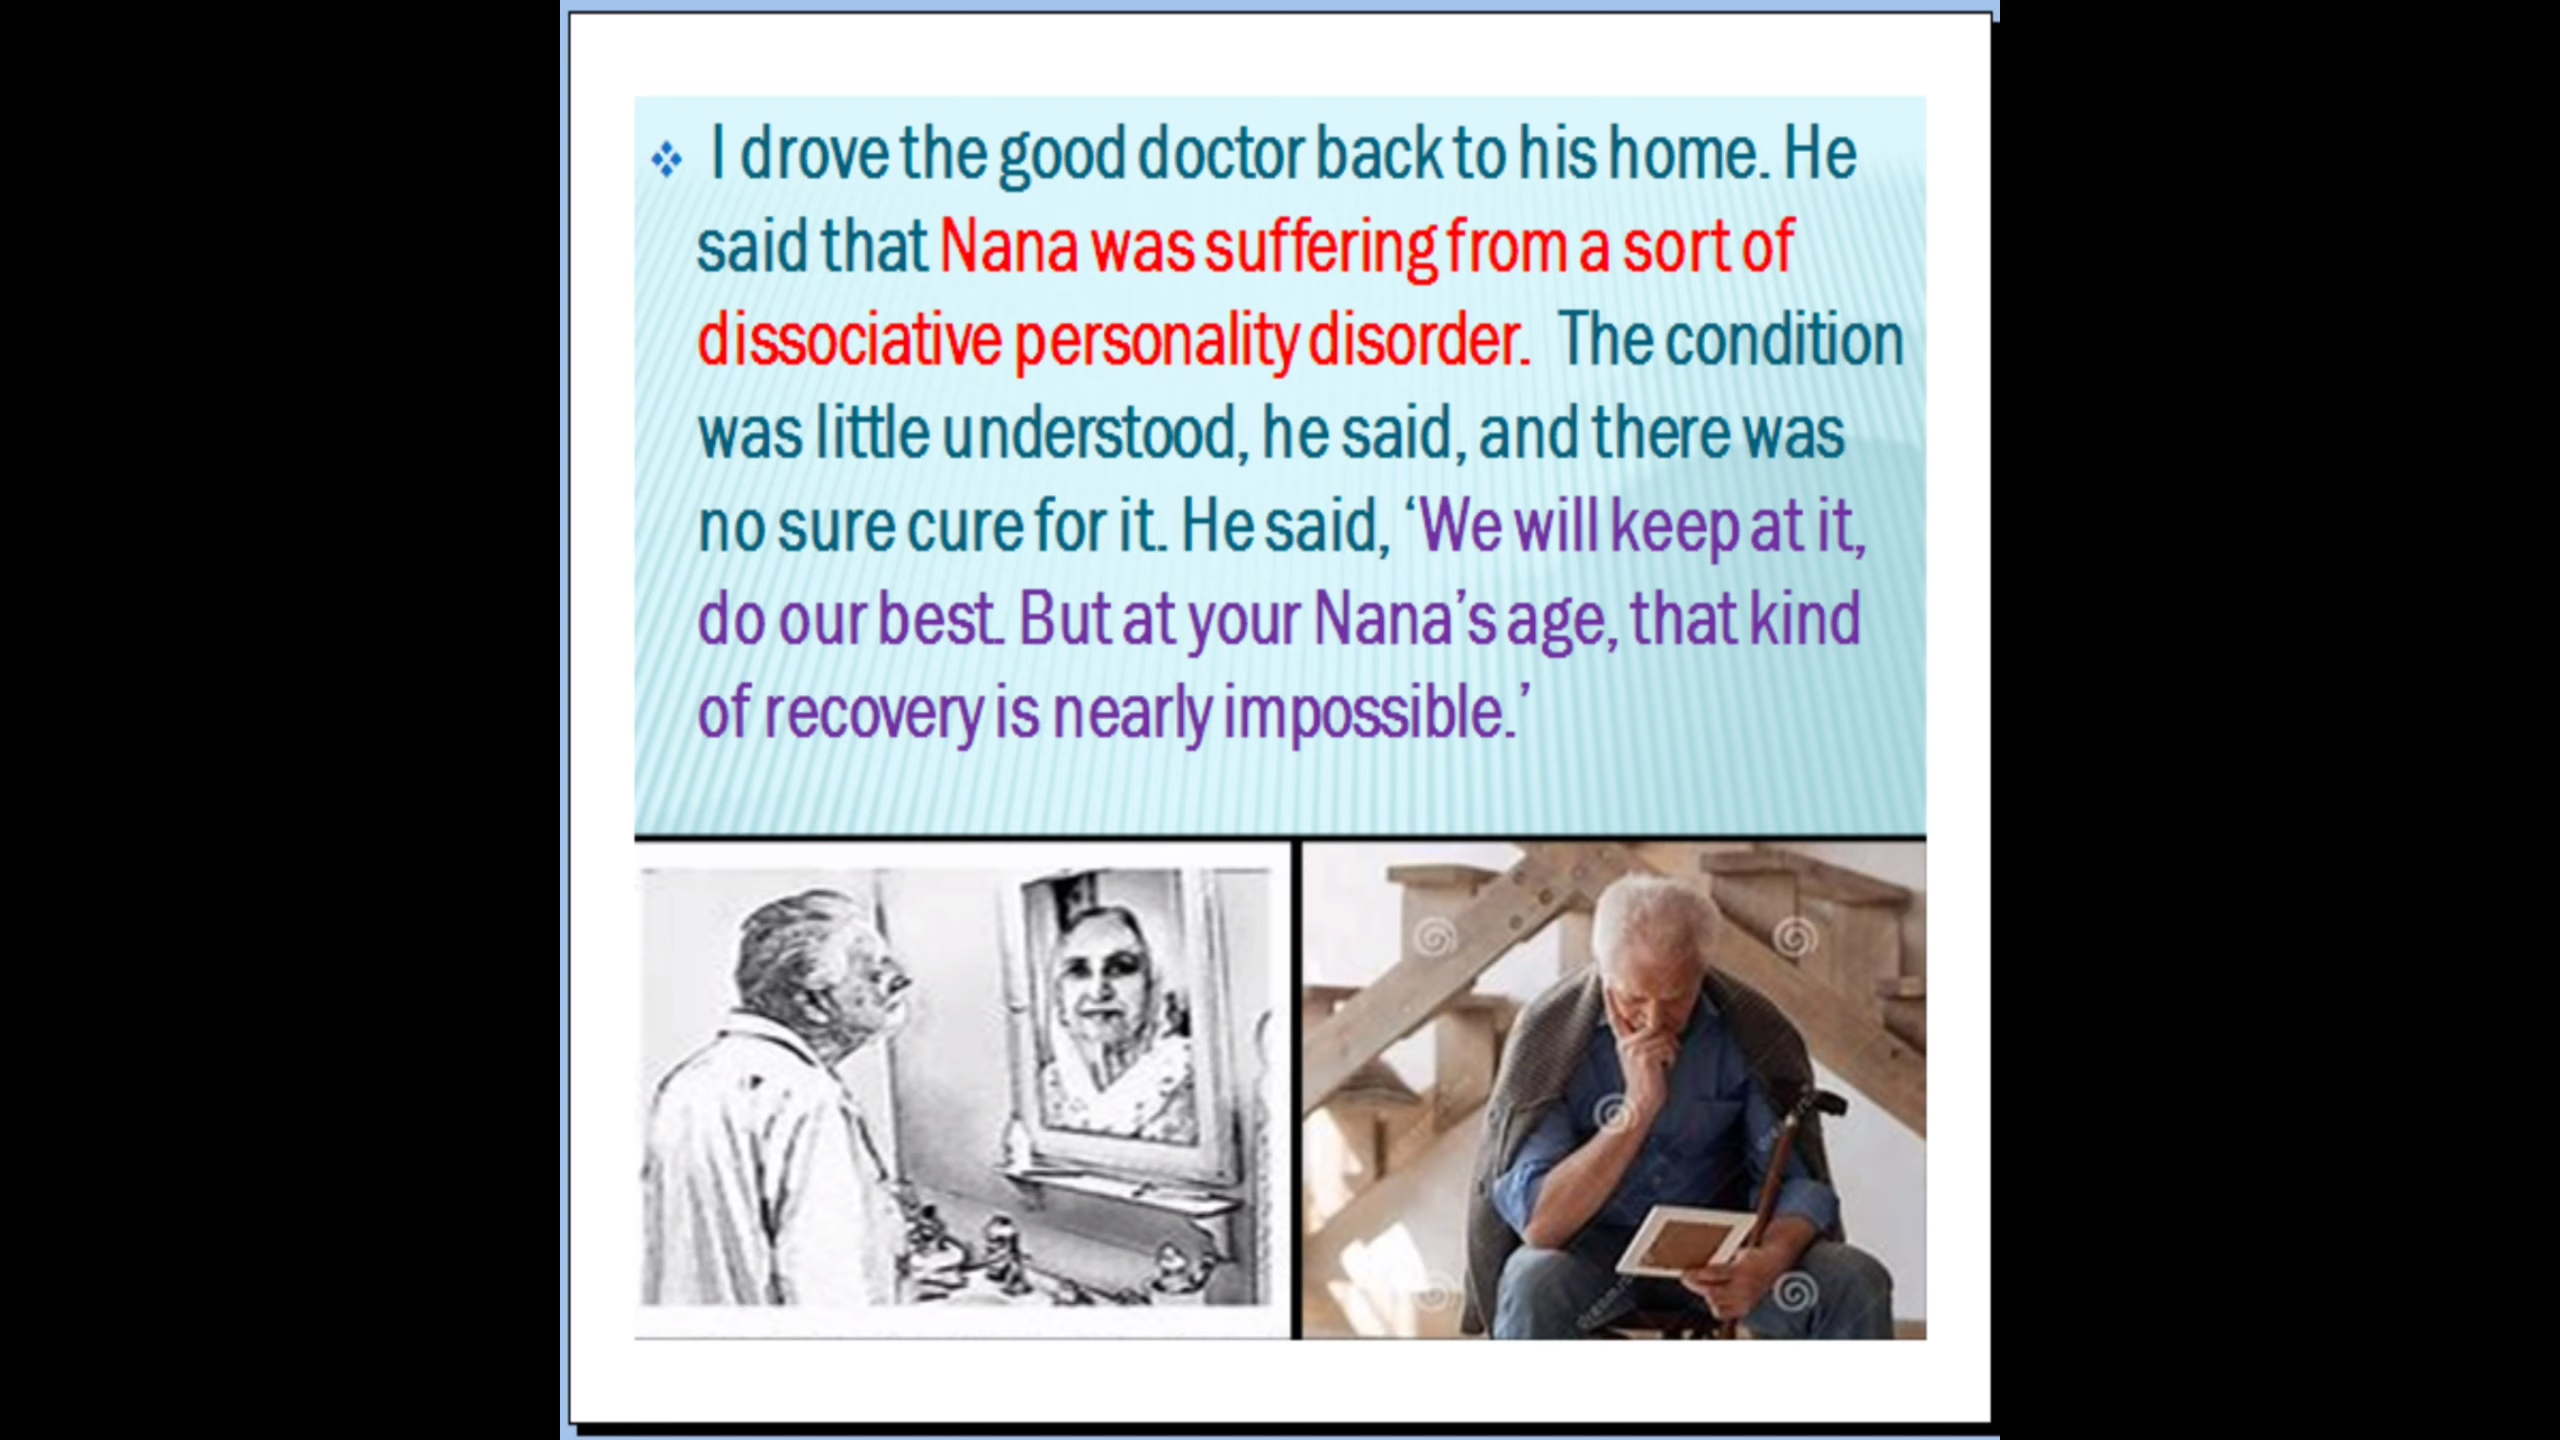 I drove the good doctor back to his home. He
said that Nana was suffering from a sort of
dissociative personality disorder. The condition
was little understood, he said, and there was
no sure cure for it. He said, ‘We will keep at it,
do our best. But at your Nana’s age, that kind
of recovery is nearly impossible.’